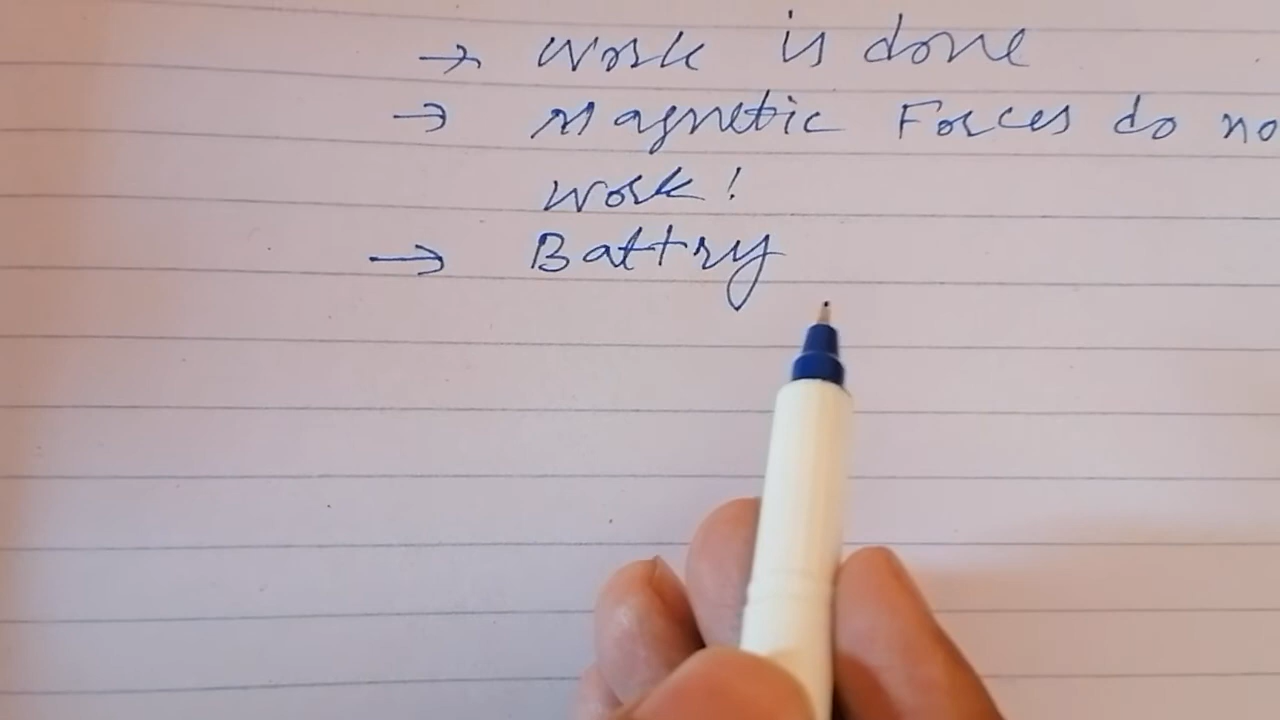 → Work is done
→ Magnetic Forces do no
work!
→ Battry